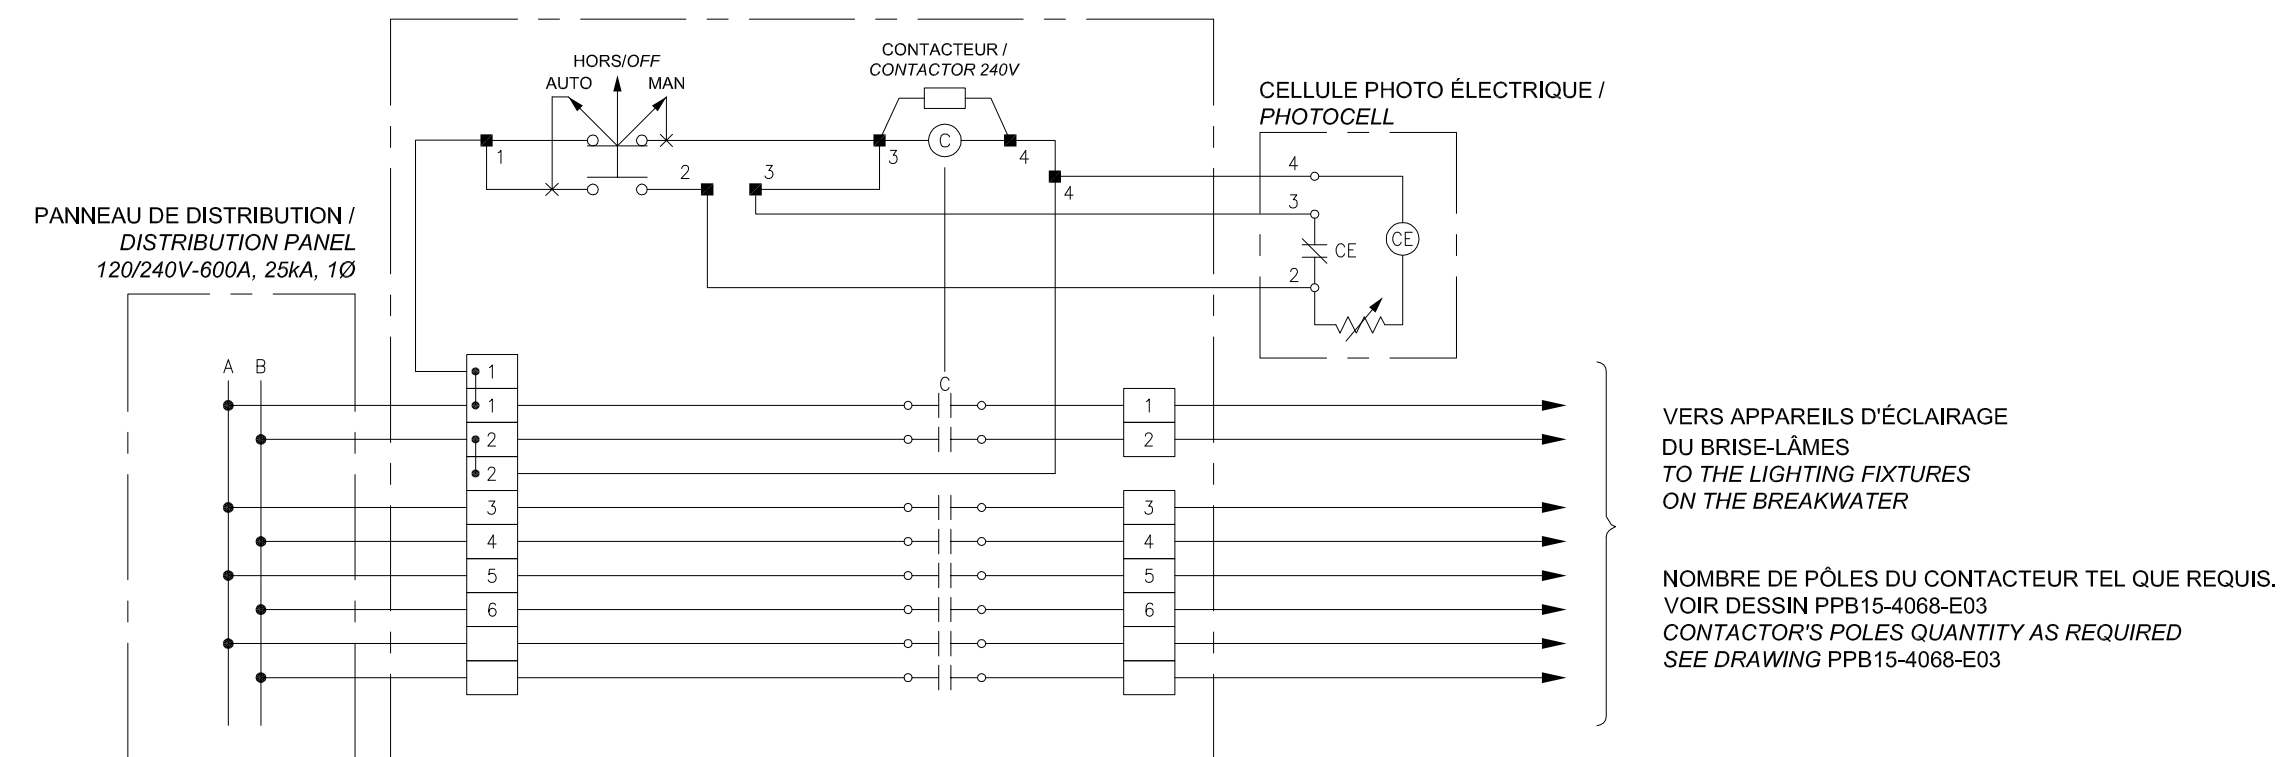 HORS/OFF
AUTO
MAN
CONTACTEUR /
CONTACTOR 240V
CELLULE PHOTO ÉLECTRIQUE /
PHOTOCELL
1
3
C
4
2
3
4
4
3
CE
CE
2
PANNEAU DE DISTRIBUTION /
DISTRIBUTION PANEL
120/240V-600A, 25kA, 1Ø
A B
1
C
1
1
2
2
2
3
3
4
4
5
5
6
6
VERS APPAREILS D'ÉCLAIRAGE
DU BRISE-LÂMES
TO THE LIGHTING FIXTURES
ON THE BREAKWATER
NOMBRE DE PÔLES DU CONTACTEUR TEL QUE REQUIS.
VOIR DESSIN PPB15-4068-E03
CONTACTOR'S POLES QUANTITY AS REQUIRED
SEE DRAWING PPB15-4068-E03